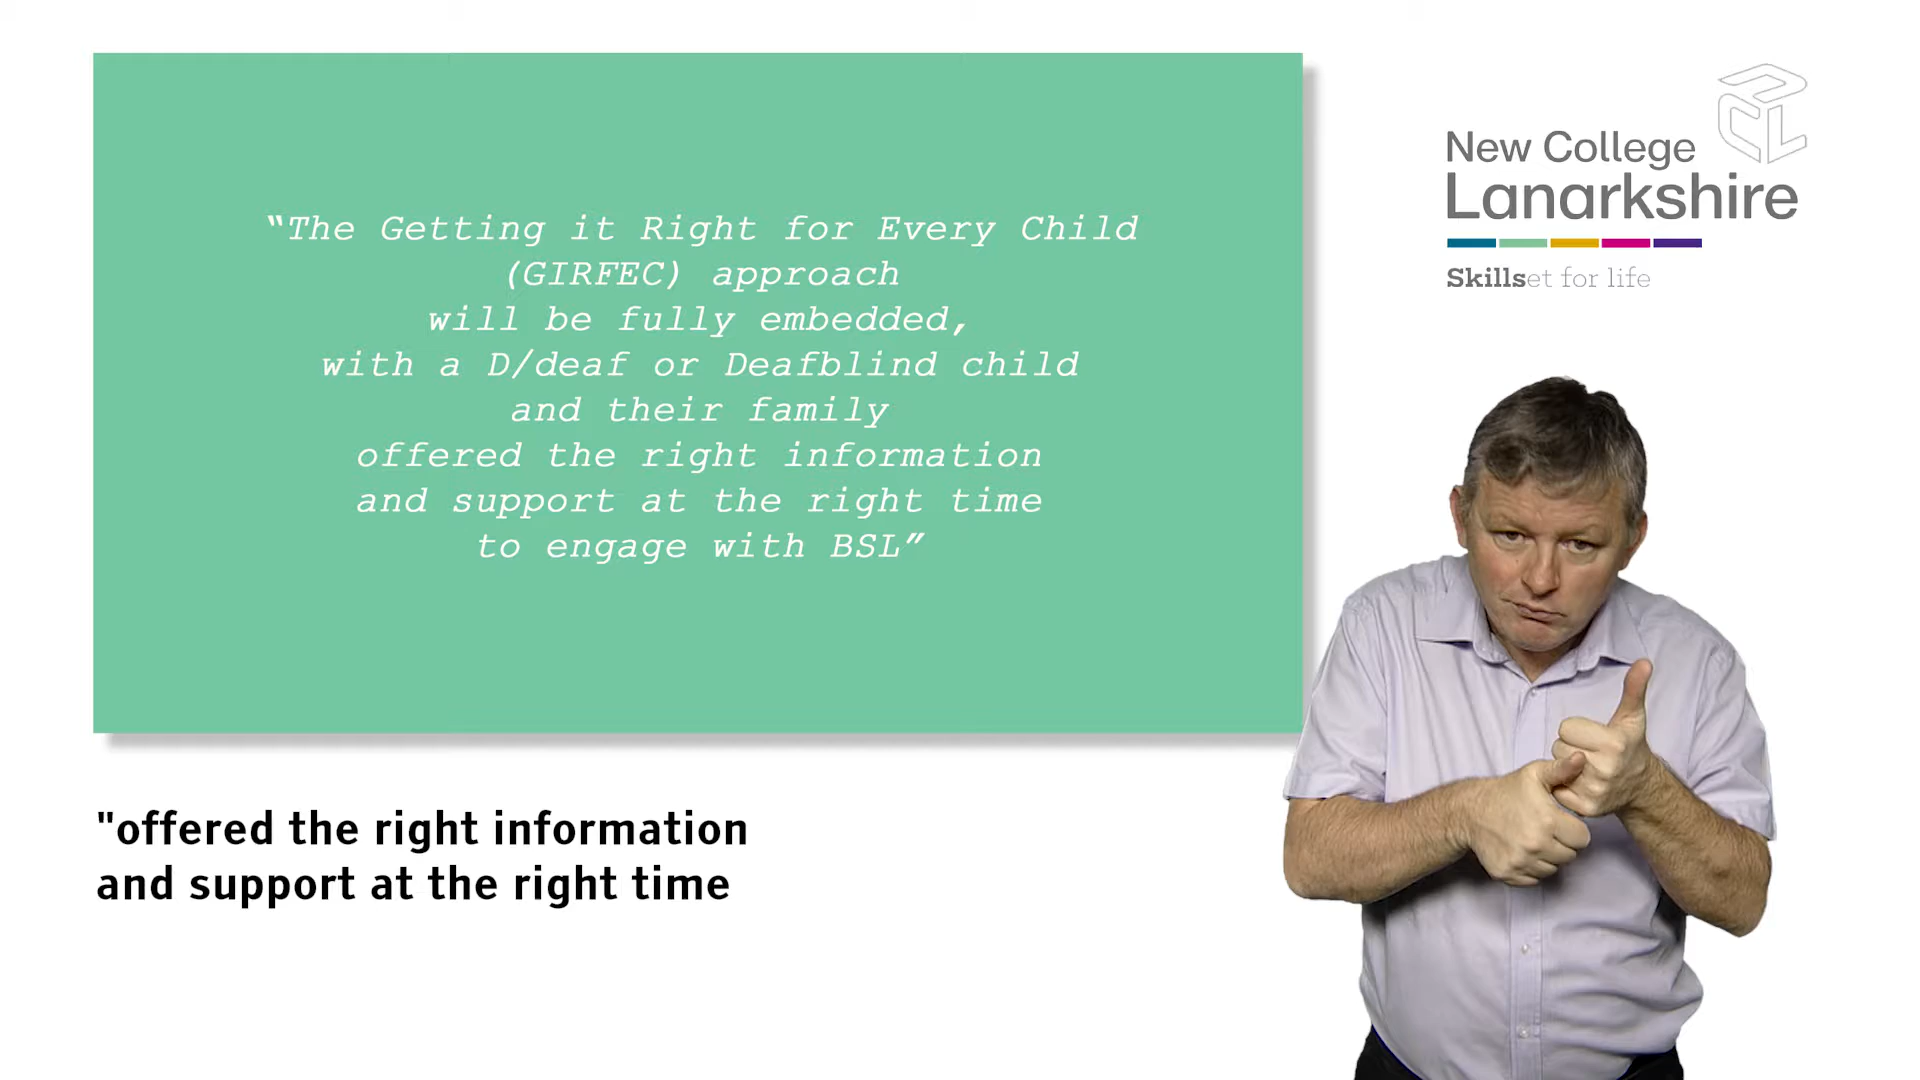 “The Getting it Right for Every Child
(GIRFEC) approach
will be fully embedded,
with a D/deaf or Deafblind child
and their family
offered the right information
and support at the right time
to engage with BSL”
NCL
New College
Lanarkshire
Skillset for life
"offered the right information
and support at the right time